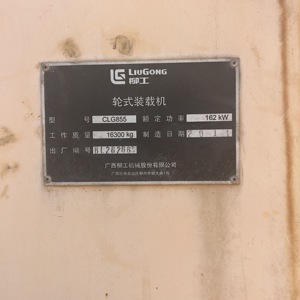 LIUGONG
柳工
轮式装载机
型号 CLG855 额定功率 162 kW
工作质量 16300 kg 制造日期
出厂编号
广西柳工机械股份有限公司